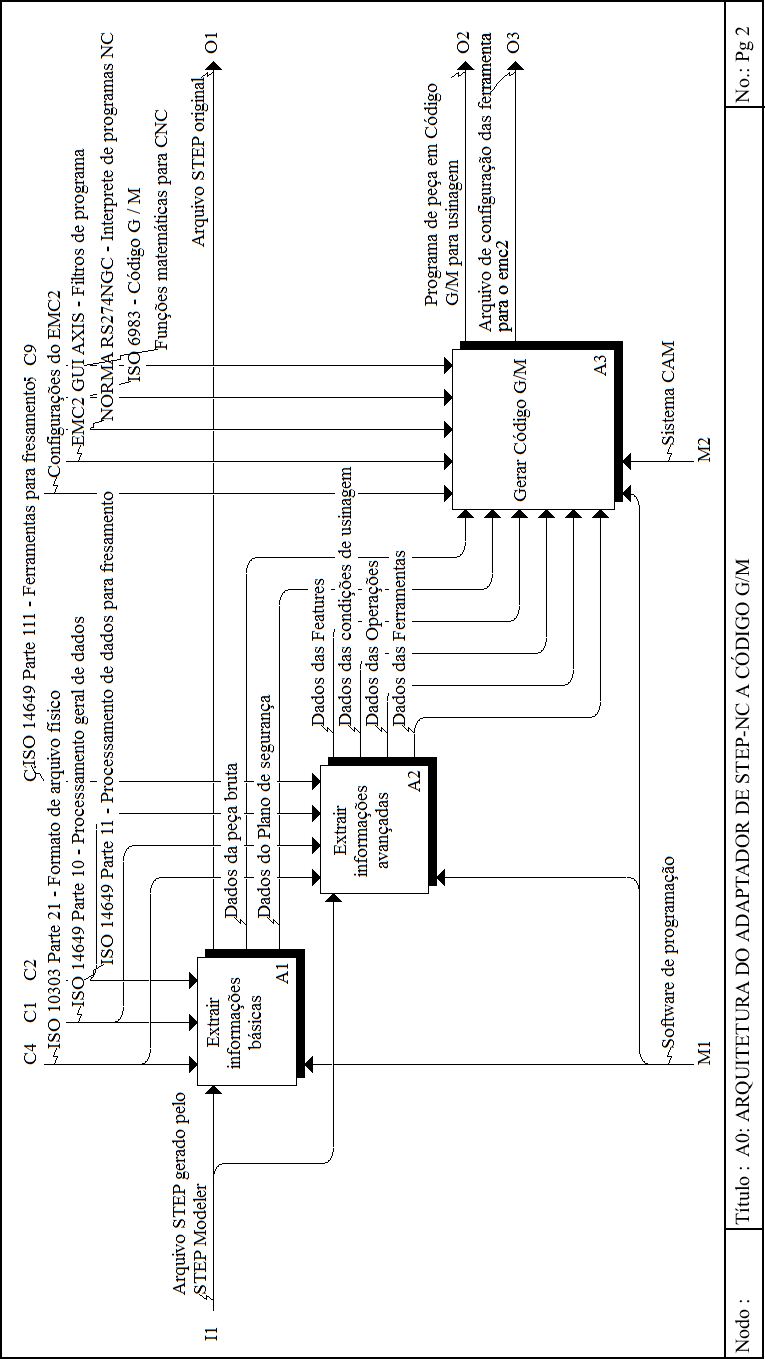 C4
C1
C2
C9
ISO 14649 Parte 111 - Ferramentas para fresamento
Configurações do EMC2
EMC2 GUI AXIS - Filtros de programa
NORMA RS274NGC - Interprete de programas NC
ISO 6983 - Código G / M
Funções matemáticas para CNC
ISO 10303 Parte 21 - Formato de arquivo físico
ISO 14649 Parte 10 - Processamento geral de dados
ISO 14649 Parte 11 - Processamento de dados para fresamento
Arquivo STEP original
O1
Arquivo STEP gerado pelo
STEP Modeler
I1
Extrair
informações
básicas
A1
Dados da peça bruta
Dados do Plano de segurança
Extrair
informações
avançadas
A2
Dados das Features
Dados das condições de usinagem
Dados das Operações
Dados das Ferramentas
Gerar Código G/M
A3
Programa de peça em Código
G/M para usinagem
O2
Arquivo de configuração das ferramenta
para o emc2
O3
Software de programação
M1
Sistema CAM
M2
Nodo :
Título : A0: ARQUITETURA DO ADAPTADOR DE STEP-NC A CÓDIGO G/M
No.: Pg 2